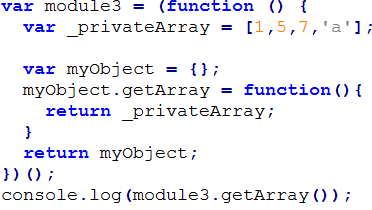 var module3 = (function () {
  var _privateArray = [1,5,7,'a'];

  var myObject = {};
  myObject.getArray = function(){
    return _privateArray;
  }
  return myObject;
})();
console.log(module3.getArray());